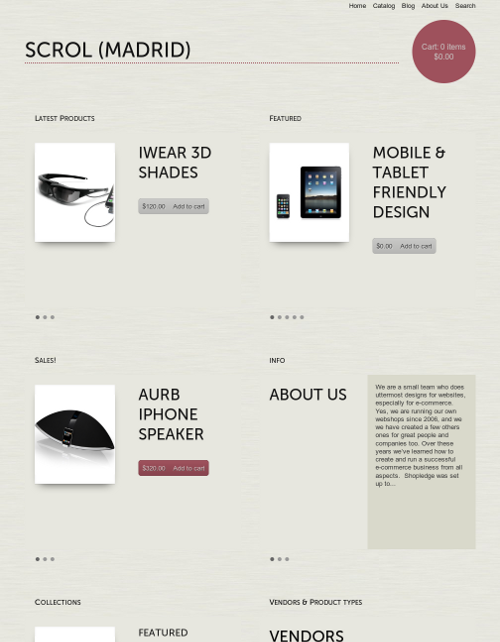 Home Catalog Blog About Us Search
SCROL (MADRID)
Cart: 0 items
$0.00
LATEST PRODUCTS
IWEAR 3D
SHADES
$120.00 Add to cart
FEATURED
MOBILE &
TABLET
FRIENDLY
DESIGN
$0.00 Add to cart
SALES!
AURB
IPHONE
SPEAKER
$320.00 Add to cart
INFO
ABOUT US
We are a small team who does
uttermost designs for websites,
especially for e-commerce.
Yes, we are running our own
webshops since 2008, and we
we have created a few others
ones for great people and
companies too. Over these
years we've learned how to
create and run a successful
e-commerce business from all
aspects. Shopledge was set
up to...
COLLECTIONS
FEATURED
VENDORS & PRODUCT TYPES
VENDORS